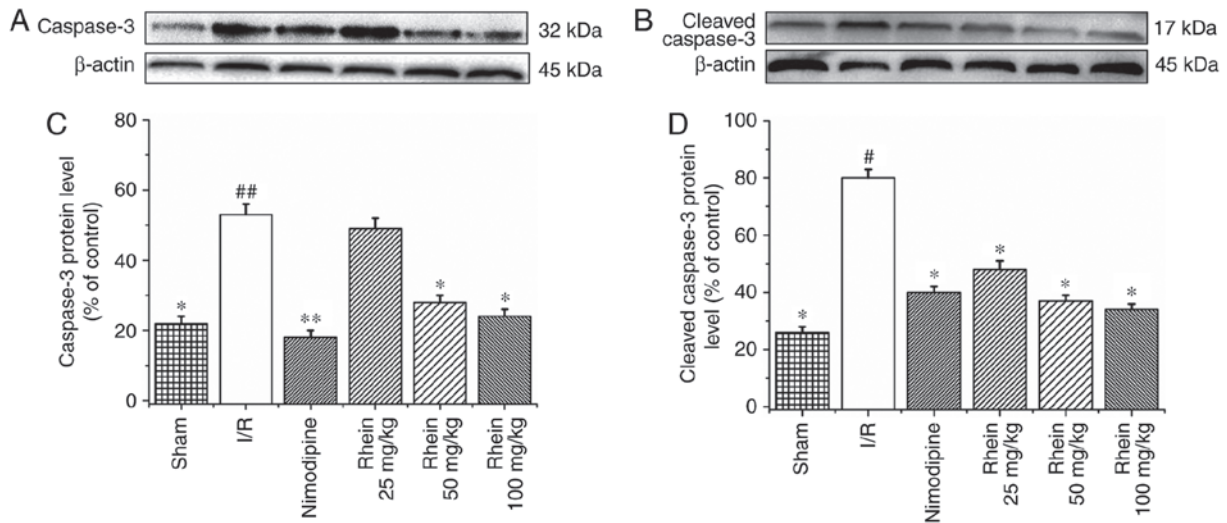 A
Caspase-3
32 kDa
β-actin
45 kDa
B
Cleaved
caspase-3
17 kDa
β-actin
45 kDa
C
Caspase-3 protein level
(% of control)
80
60
40
20
0
*
##
**
*
*
Sham
I/R
Nimodipine
Rhein
25 mg/kg
Rhein
50 mg/kg
Rhein
100 mg/kg
D
Cleaved caspase-3 protein
level (% of control)
100
80
60
40
20
0
*
#
*
*
*
*
Sham
I/R
Nimodipine
Rhein
25 mg/kg
Rhein
50 mg/kg
Rhein
100 mg/kg